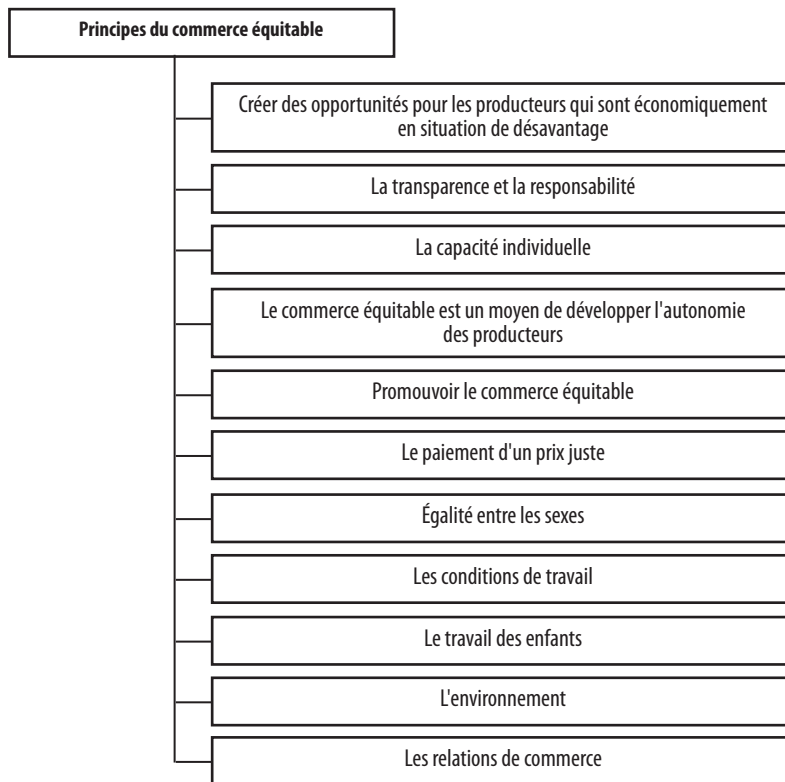 Principes du commerce équitable
Créer des opportunités pour les producteurs qui sont économiquement
en situation de désavantage
La transparence et la responsabilité
La capacité individuelle
Le commerce équitable est un moyen de développer l'autonomie
des producteurs
Promouvoir le commerce équitable
Le paiement d'un prix juste
Égalité entre les sexes
Les conditions de travail
Le travail des enfants
L'environnement
Les relations de commerce